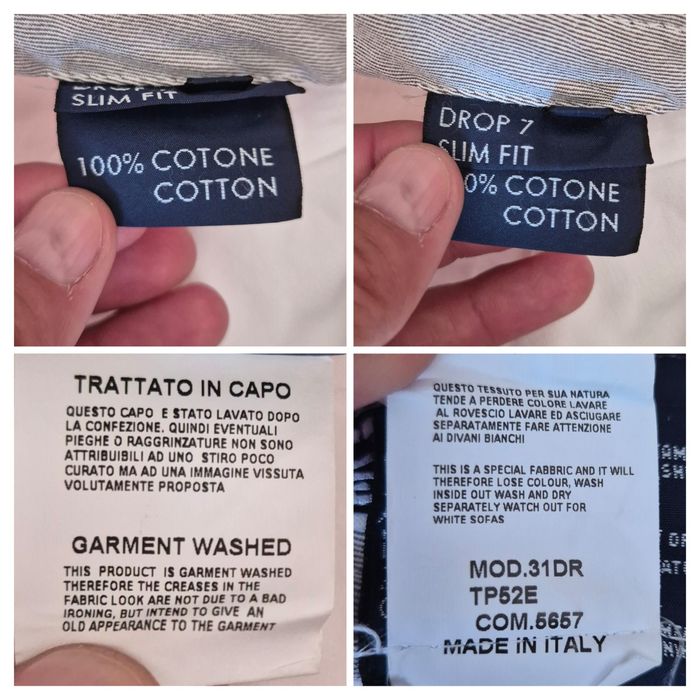 SLIM FIT
100% COTONE
COTTON
DROP 7
SLIM FIT
0% COTONE
COTTON
TRATTATO IN CAPO
QUESTO CAPO E STATO LAVATO DOPO
LA CONFEZIONE. QUINDI EVENTUALI
PIEGHE O RAGGRINZATURE NON SONO
ATTRIBUIBILI AD UNO STIRO POCO
CURATO MA AD UNA IMMAGINE VISSUTA
VOLUTAMENTE PROPOSTA
GARMENT WASHED
THIS PRODUCT IS GARMENT WASHED
THEREFORE THE CREASES IN THE
FABRIC LOOK ARE NOT DUE TO A BAD
IRONING, BUT INTEND TO GIVE AN
OLD APPEARANCE TO THE GARMENT
QUESTO TESSUTO PER SUA NATURA
TENDE A PERDERE COLORE LAVARE
AL ROVESCIO LAVARE ED ASCIUGARE
SEPARATAMENTE FARE ATTENZIONE
AI DIVANI BIANCHI
THIS IS A SPECIAL FABBRIC AND IT WILL
THEREFORE LOSE COLOUR, WASH
INSIDE OUT WASH AND DRY
SEPARATELY WATCH OUT FOR
WHITE SOFAS
MOD.31DR
TP52E
COM.5657
MADE IN ITALY